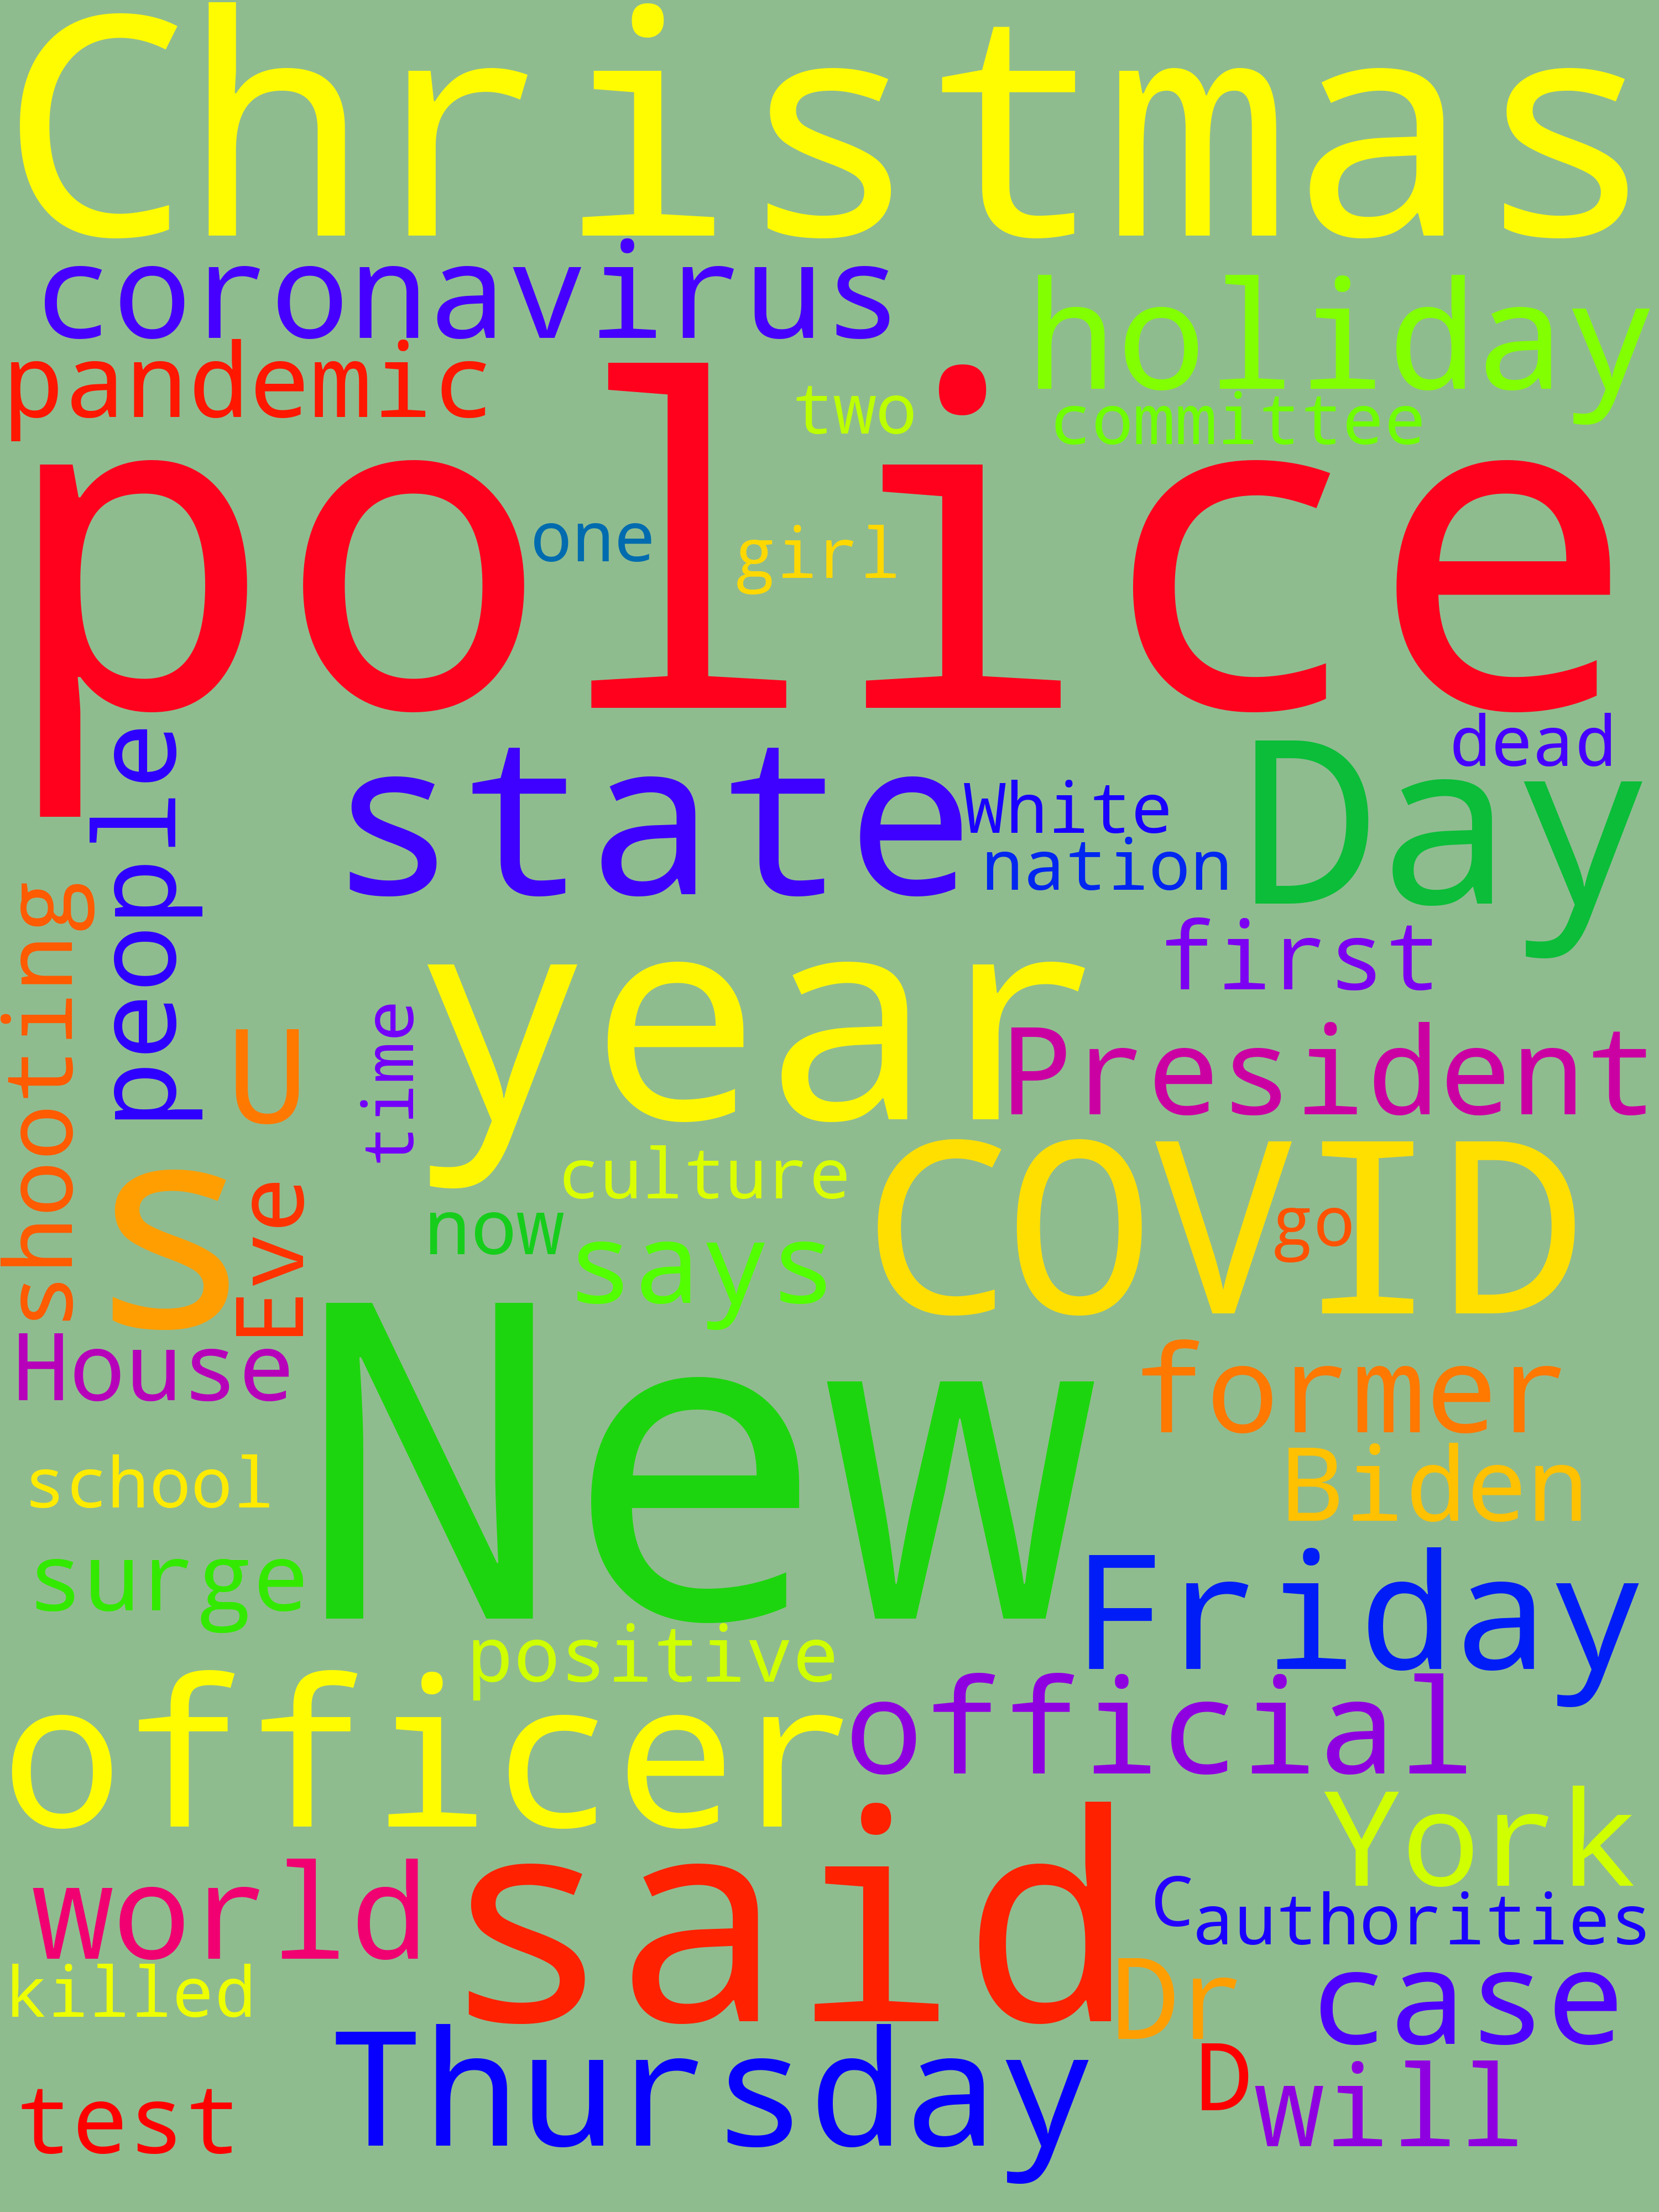 Christmas
coronavirus
holiday
pandemic
two
committee
police
one
girl
people
state
White
nation
Day
dead
shooting
first
year
time
U
President
s
Eve
culture
now
says
COVID
go
House
New
former
school
Biden
surge
Friday
positive
officer
official
York
world
said
C
authorities
killed
Dr
case
Thursday
D
will
test